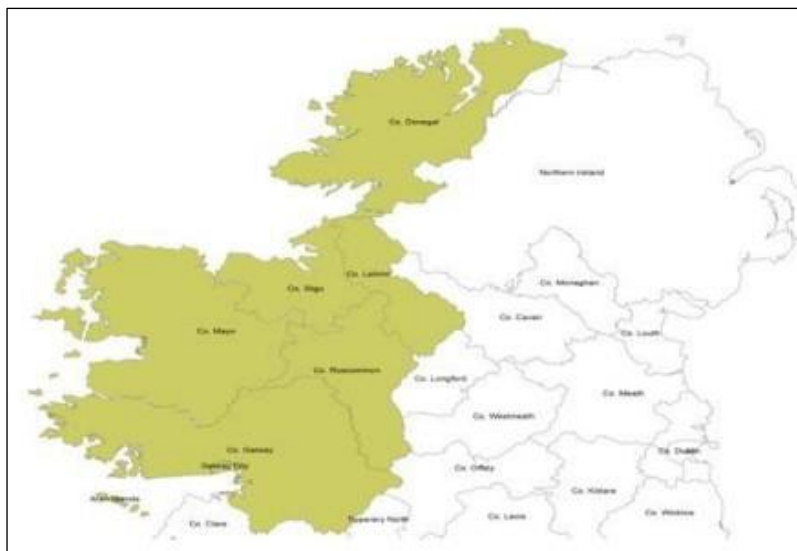 Co. Donegal
Northern Ireland
Co. Leitrim
Co. Monaghan
Co. Sligo
Co. Cavan
Co. Mayo
Co. Louth
Co. Roscommon
Co. Longford
Co. Meath
Co. Westmeath
Co. Galway
Co. Dublin
Galway City
Co. Offaly
Co. Kildare
Aran Islands
Co. Clare
Tipperary North
Co. Laois
Co. Wicklow